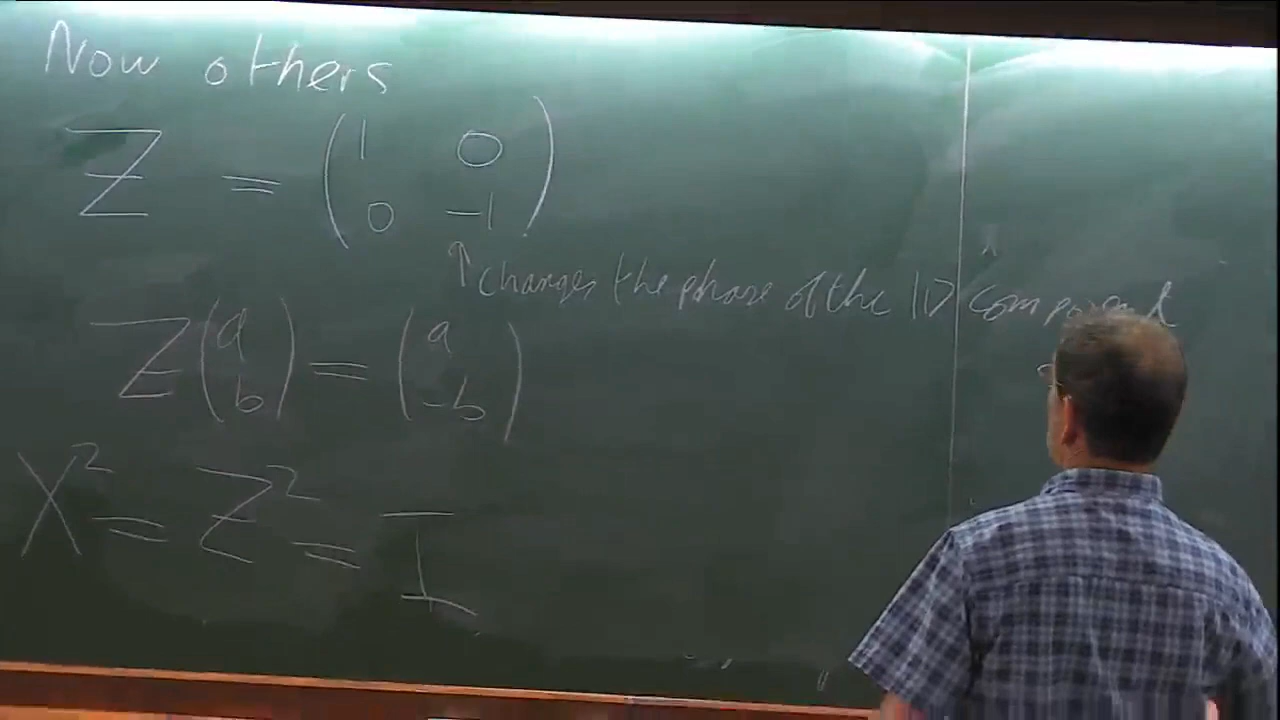 Now others
Z = ( 1 0
0 -1 )
↑ changes the phase of the |1> component
Z ( a
b ) = ( a
-b )
X² = Z² = I